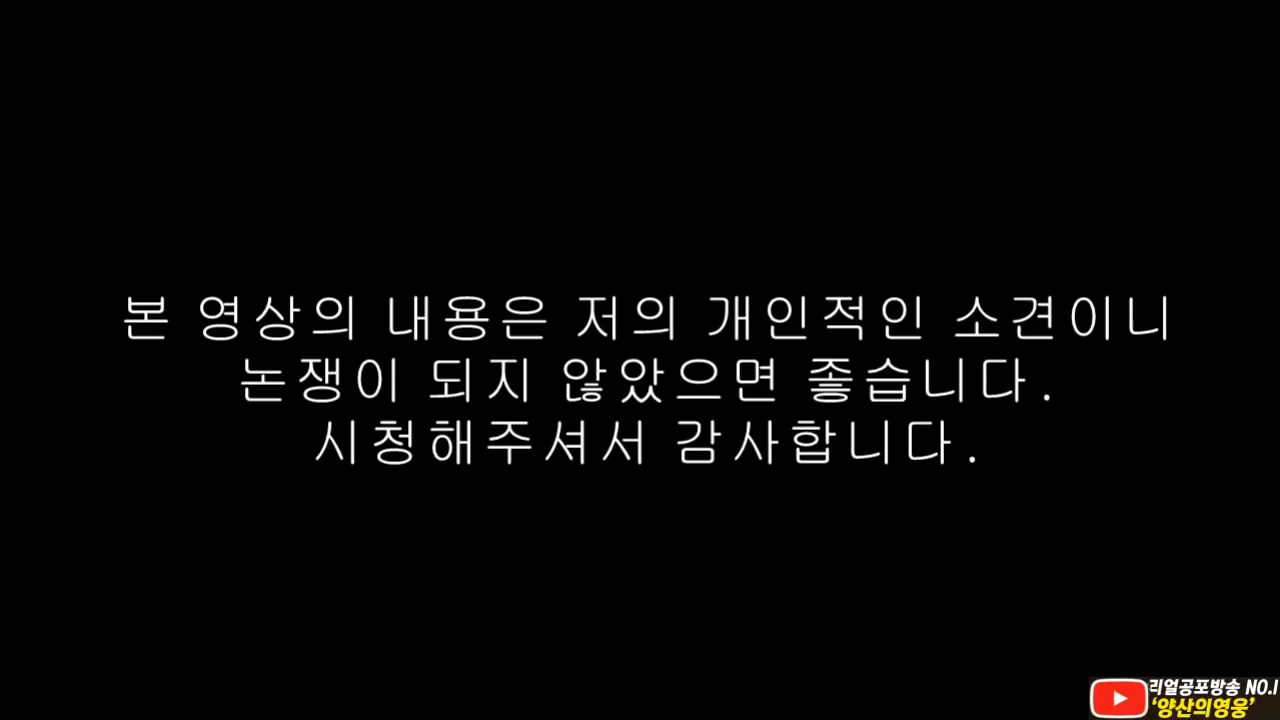 본 영상의 내용은 저의 개인적인 소견이니
논쟁이 되지 않았으면 좋습니다.
시청해주셔서 감사합니다.
리얼공포방송 NO.1
'양산의영웅'